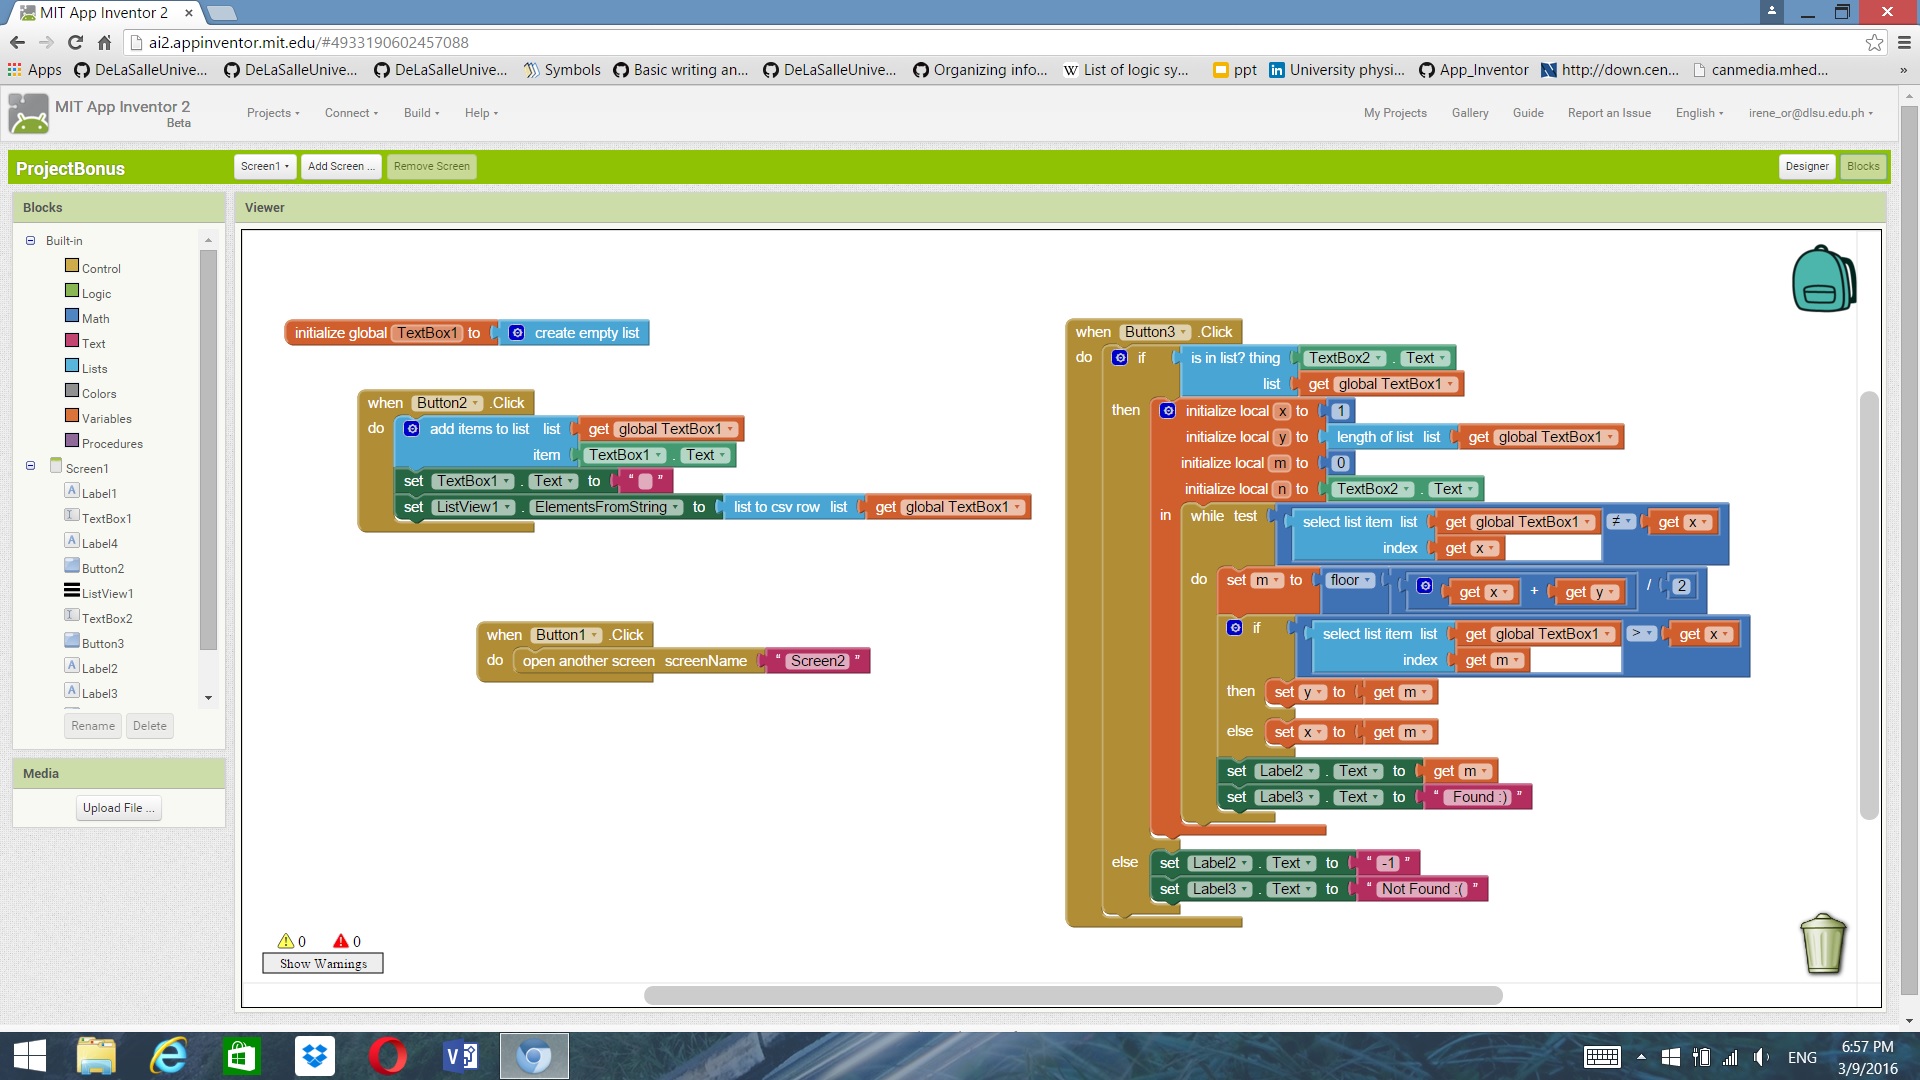 MIT App Inventor 2
ai2.appinventor.mit.edu/#4933190602457088
Apps DeLaSalleUnive... DeLaSalleUnive... DeLaSalleUnive... Symbols Basic writing an... DeLaSalleUnive... Organizing info... W List of logic sy... ppt in University physi... App_Inventor N http://down.cen... canmedia.mhed... »
MIT App Inventor 2
Beta
Projects Connect Build Help
My Projects Gallery Guide Report an Issue English irene_or@dlsu.edu.ph
ProjectBonus
Screen1 Add Screen ... Remove Screen
Designer Blocks
Blocks
Built-in
Control
Logic
Math
Text
Lists
Colors
Variables
Procedures
Screen1
Label1
TextBox1
Label4
Button2
ListView1
TextBox2
Button3
Label2
Label3
Rename Delete
Media
Upload File ...
Viewer
initialize global TextBox1 to create empty list
when Button2 .Click
do add items to list list get global TextBox1
item TextBox1 . Text
set TextBox1 . Text to “ ”
set ListView1 . ElementsFromString to list to csv row list get global TextBox1
when Button1 .Click
do open another screen screenName “ Screen2 ”
when Button3 .Click
do if is in list? thing TextBox2 . Text
list get global TextBox1
then initialize local x to 1
initialize local y to length of list list get global TextBox1
initialize local m to 0
initialize local n to TextBox2 . Text
in while test select list item list get global TextBox1 ≠ get x
index get x
do set m to floor get x + get y / 2
if select list item list get global TextBox1 > get x
index get m
then set y to get m
else set x to get m
set Label2 . Text to get m
set Label3 . Text to “ Found :) ”
else set Label2 . Text to “ -1 ”
set Label3 . Text to “ Not Found :( ”
0 0
Show Warnings
ENG
6:57 PM
3/9/2016